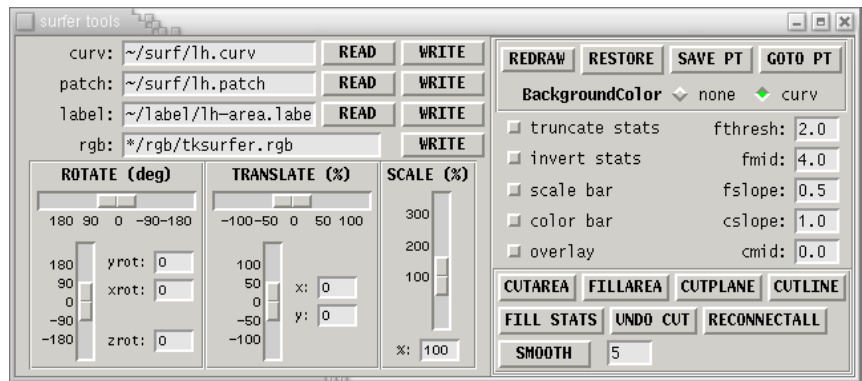 surfer tools
curv: ~/surf/lh.curv READ WRITE
patch: ~/surf/lh.patch READ WRITE
label: ~/label/lh-area.labe READ WRITE
rgb: */rgb/tksurfer.rgb WRITE
ROTATE (deg)
180 90 0 -90-180
180
90
0
-90
-180
yrot: 0
xrot: 0
zrot: 0
TRANSLATE (%)
-100-50 0 50 100
100
50
0
-50
-100
x: 0
y: 0
SCALE (%)
300
200
100
%: 100
REDRAW RESTORE SAVE PT GOTO PT
BackgroundColor none curv
truncate stats fthresh: 2.0
invert stats fmid: 4.0
scale bar fslope: 0.5
color bar cslope: 1.0
overlay cmid: 0.0
CUTAREA FILLAREA CUTPLANE CUTLINE
FILL STATS UNDO CUT RECONNECTALL
SMOOTH 5